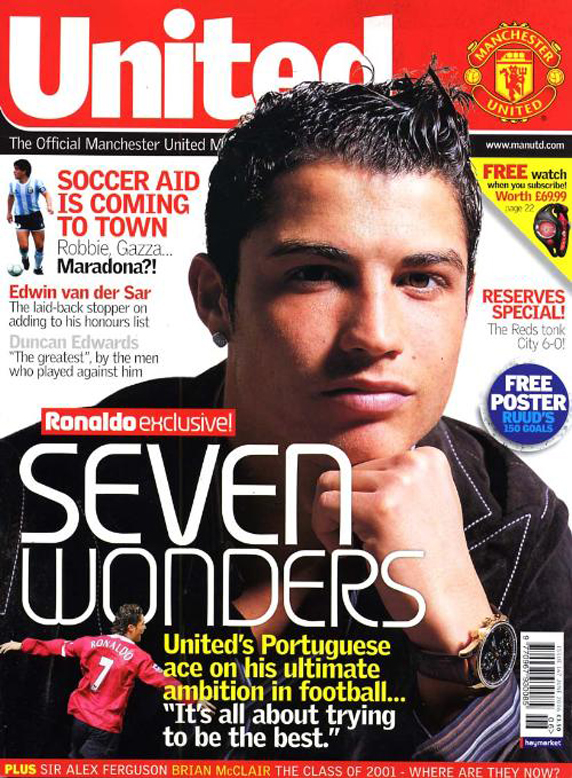 United
MANCHESTER
UNITED
The Official Manchester United M
www.manutd.com
SOCCER AID
IS COMING
TO TOWN
Robbie, Gazza...
Maradona?!
FREE watch
when you subscribe!
Worth £69.99
page 22
Edwin van der Sar
The laid-back stopper on
adding to his honours list
Duncan Edwards
"The greatest", by the men
who played against him
RESERVES
SPECIAL!
The Reds tonk
City 6-0!
FREE
POSTER
RUUD'S
150 GOALS
Ronaldo exclusive!
SEVEN
WONDERS
RONALDO
7
United's Portuguese
ace on his ultimate
ambition in football...
"It's all about trying
to be the best."
haymarket
PLUS SIR ALEX FERGUSON BRIAN McCLAIR THE CLASS OF 2001 - WHERE ARE THEY NOW?